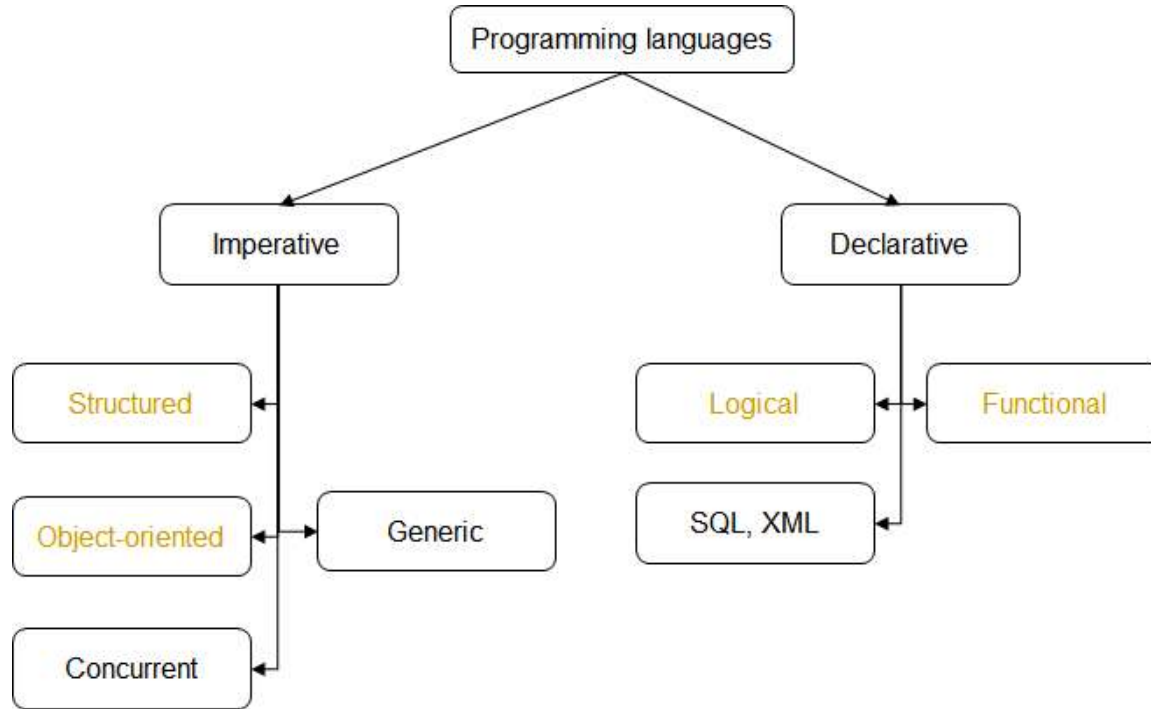 Programming languages
Imperative
Declarative
Structured
Logical
Functional
Object-oriented
Generic
SQL, XML
Concurrent